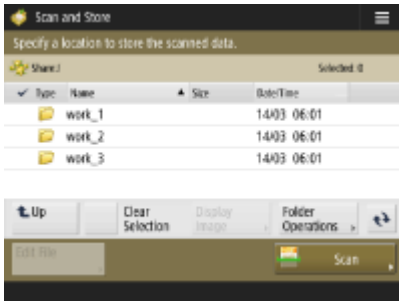 Scan and Store
Specify a location to store the scanned data.
Share:/ Selected: 0
✓ Type Name ▲ Size Date/Time
work_1 14/03 06:01
work_2 14/03 06:01
work_3 14/03 06:01
Up Clear Selection Display Image Folder Operations
Edit File Scan